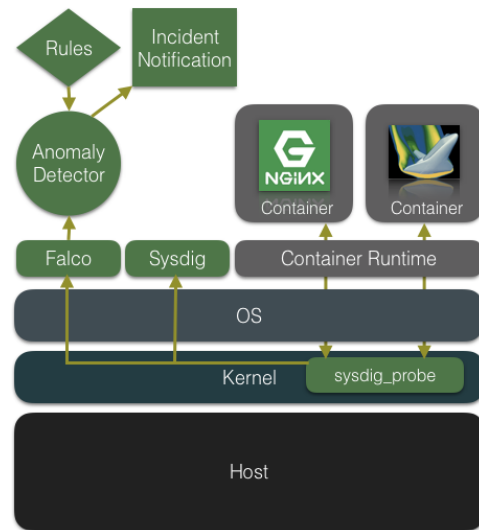 Rules
Incident
Notification
Anomaly
Detector
G
NGiNX
Container
Container
Falco
Sysdig
Container Runtime
OS
Kernel
sysdig_probe
Host